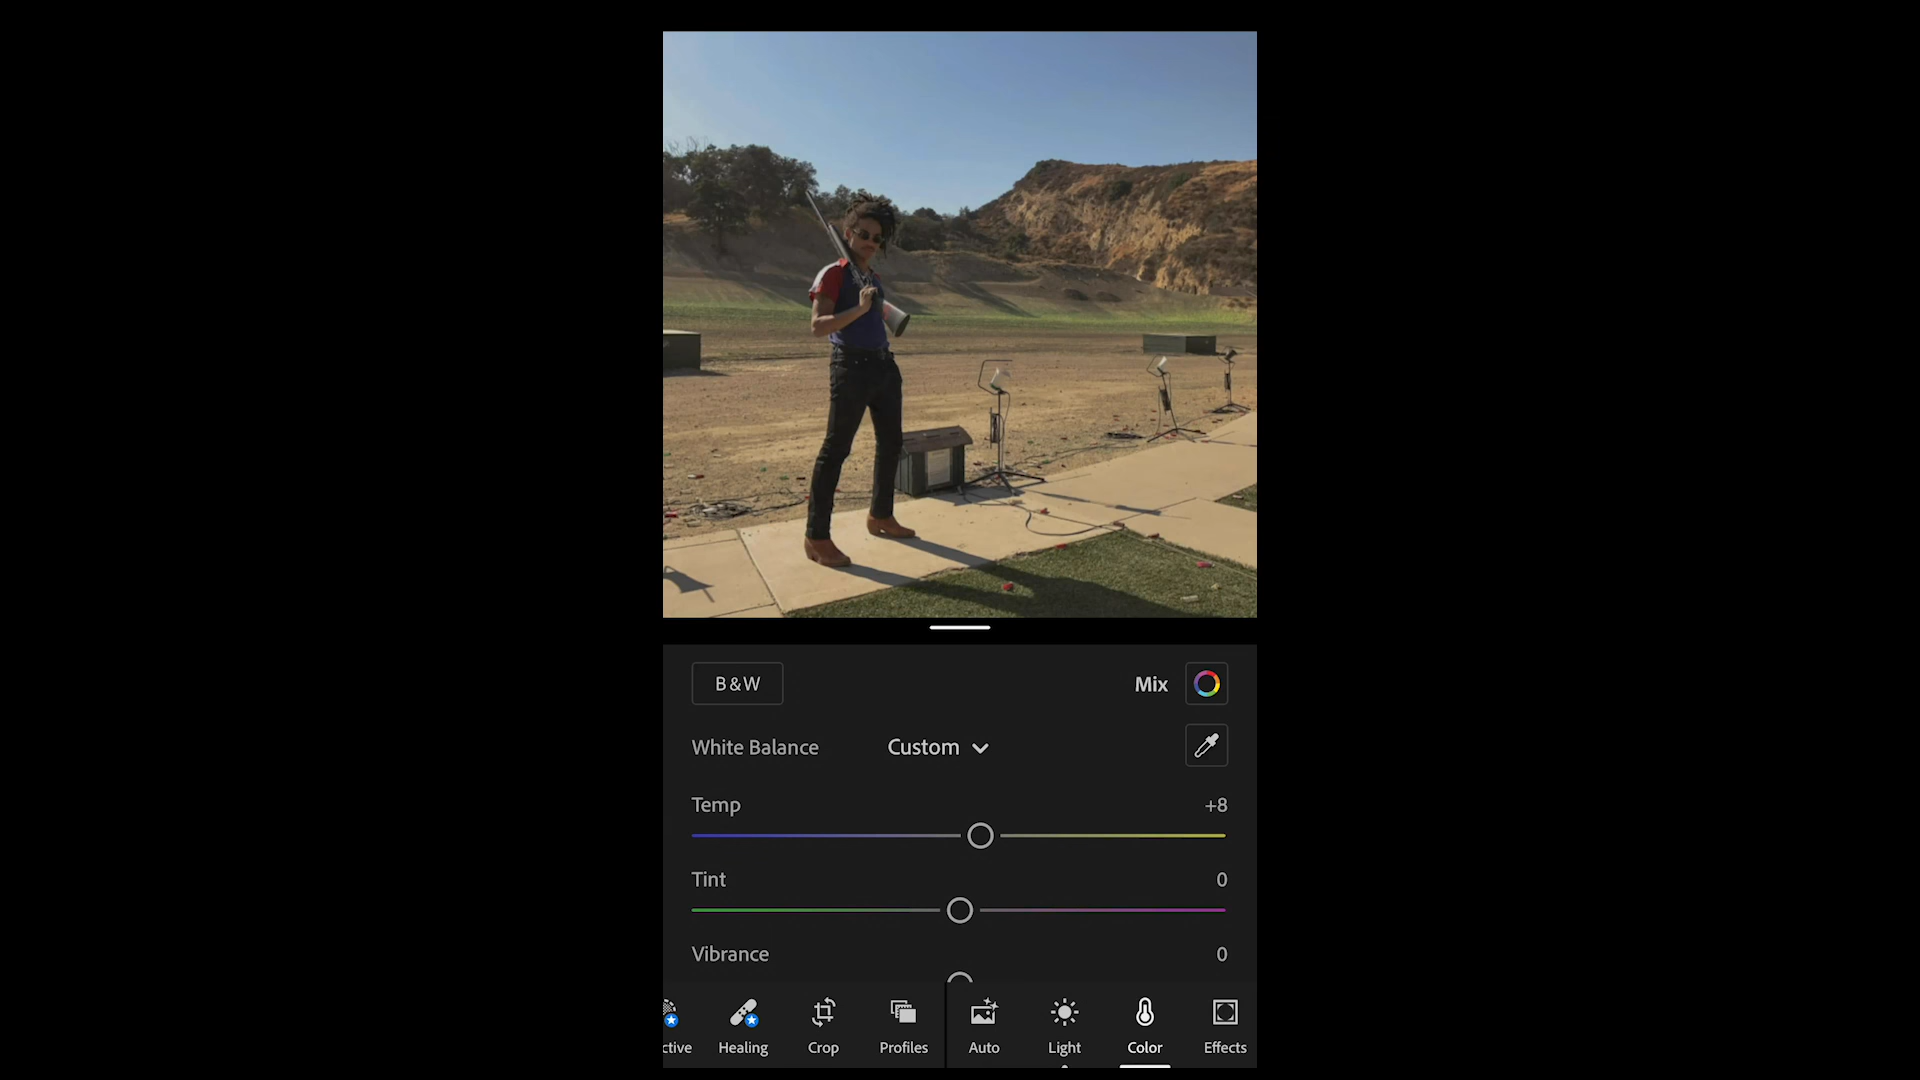 B&W
Mix
White Balance Custom
Temp +8
Tint 0
Vibrance 0
ctive Healing Crop Profiles Auto Light Color Effects